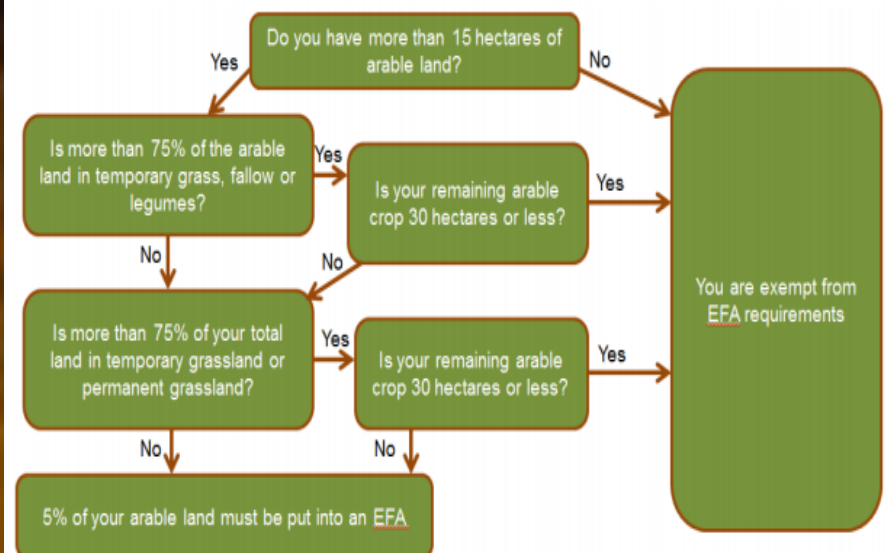 Do you have more than 15 hectares of
arable land?
Yes
No
Is more than 75% of the arable
land in temporary grass, fallow or
legumes?
Yes
Is your remaining arable
crop 30 hectares or less?
Yes
No
No
You are exempt from
EFA requirements
Is more than 75% of your total
land in temporary grassland or
permanent grassland?
Yes
Is your remaining arable
crop 30 hectares or less?
Yes
No
No
5% of your arable land must be put into an EFA